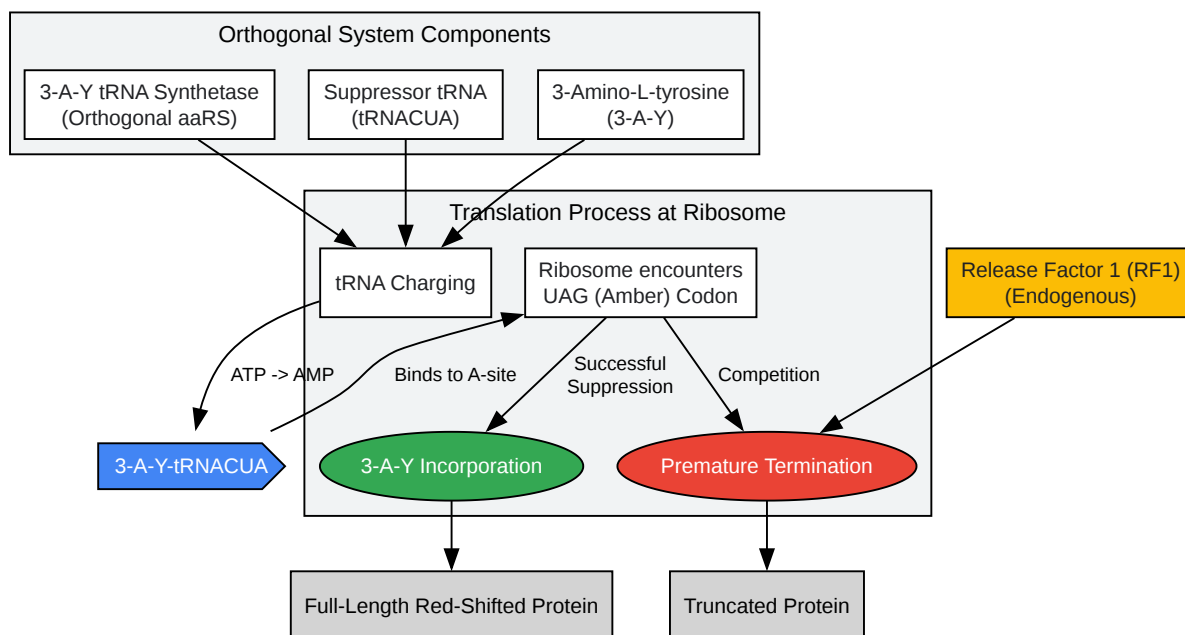 Orthogonal System Components
3-A-Y tRNA Synthetase
(Orthogonal aaRS)
Suppressor tRNA
(tRNACUA)
3-Amino-L-tyrosine
(3-A-Y)
Translation Process at Ribosome
tRNA Charging
Ribosome encounters
UAG (Amber) Codon
Release Factor 1 (RF1)
(Endogenous)
ATP -> AMP
Binds to A-site
Successful
Suppression
Competition
3-A-Y-tRNACUA
3-A-Y Incorporation
Premature Termination
Full-Length Red-Shifted Protein
Truncated Protein